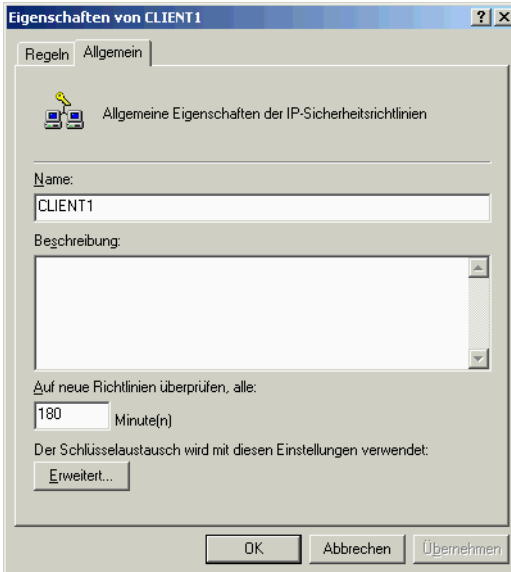 Eigenschaften von CLIENT1
Regeln Allgemein
Allgemeine Eigenschaften der IP-Sicherheitsrichtlinien
Name:
CLIENT1
Beschreibung:
Auf neue Richtlinien überprüfen, alle:
180 Minute(n)
Der Schlüsselaustausch wird mit diesen Einstellungen verwendet:
Erweitert...
OK Abbrechen Übernehmen